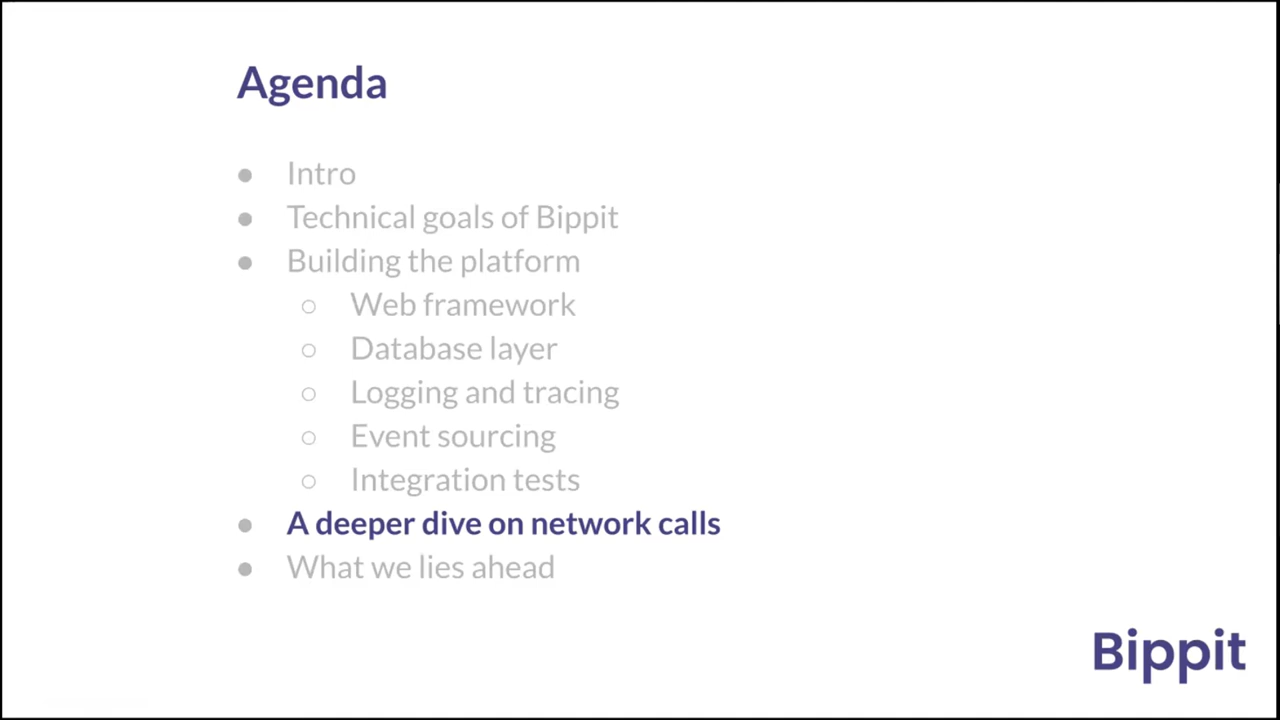 Agenda
Intro
Technical goals of Bippit
Building the platform
Web framework
Database layer
Logging and tracing
Event sourcing
Integration tests
A deeper dive on network calls
What we lies ahead
Bippit